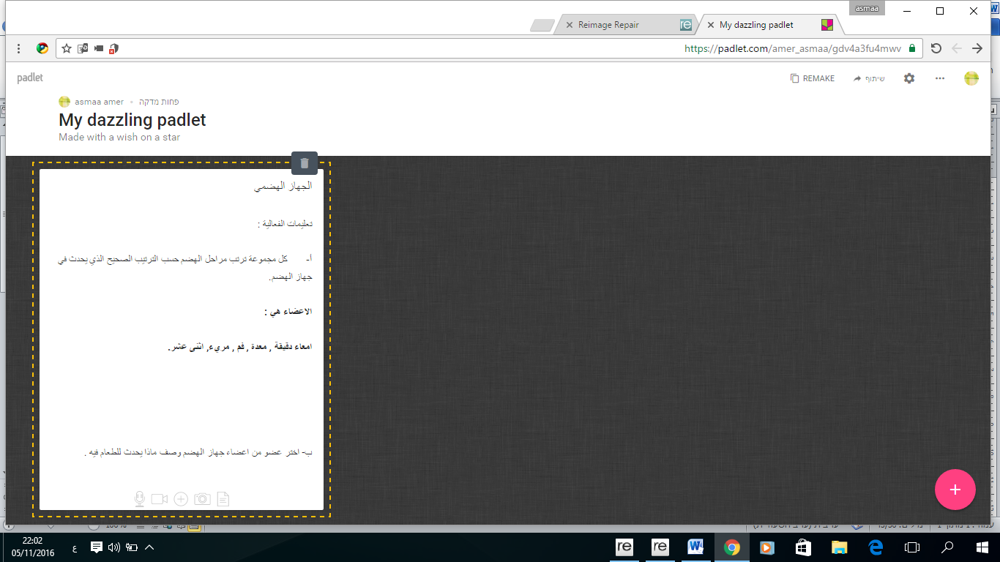 asmaa
Reimage Repair
My dazzling padlet
https://padlet.com/amer_asmaa/gdv4a3fu4mwv
padlet
REMAKE
שיתוף
asmaa amer • פחות מדקה
My dazzling padlet
Made with a wish on a star
الجهاز الهضمي
تعليمات الفعالية :
أ- كل مجموعة ترتب مراحل الهضم حسب الترتيب الصحيح الذي يحدث في
جهاز الهضم.
الاعضاء هي :
امعاء دقيقة , معدة , فم , مريء, اثنى عشر.
ب- اختر عضو من اعضاء جهاز الهضم وصف ماذا يحدث للطعام فيه .
100%
22:02
05/11/2016
ع
re
re